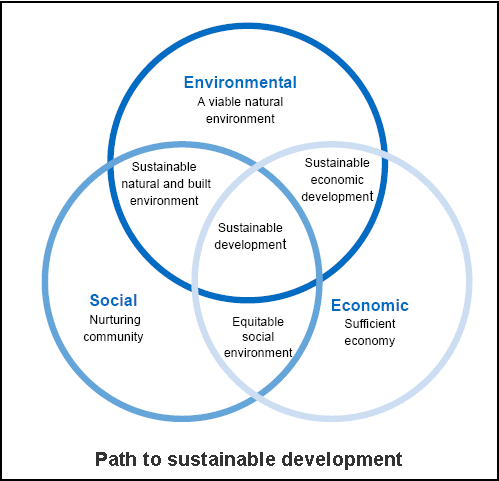 Environmental
A viable natural
environment
Sustainable
natural and built
environment
Sustainable
economic
development
Sustainable
development
Social
Nurturing
community
Economic
Sufficient
economy
Equitable
social
environment
Path to sustainable development